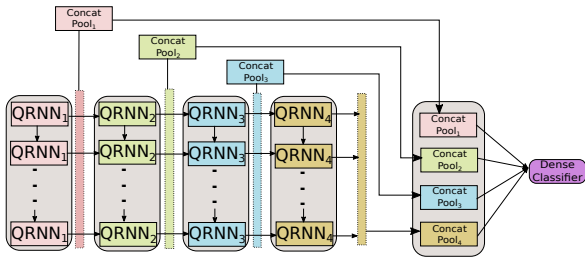 Concat
Pool₁
Concat
Pool₂
Concat
Pool₃
QRNN₁ QRNN₂ QRNN₃ QRNN₄
QRNN₁ QRNN₂ QRNN₃ QRNN₄
QRNN₁ QRNN₂ QRNN₃ QRNN₄
Concat
Pool₁
Concat
Pool₂
Concat
Pool₃
Concat
Pool₄
Dense
Classifier